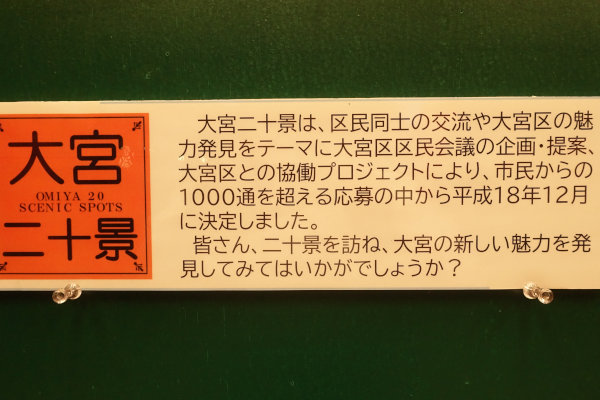 大宮
OMIYA 20
SCENIC SPOTS
二十景
大宮二十景は、区民同士の交流や大宮区の魅
力発見をテーマに大宮区区民会議の企画・提案、
大宮区との協働プロジェクトにより、市民からの
1000通を超える応募の中から平成18年12月
に決定しました。
皆さん、二十景を訪ね、大宮の新しい魅力を発
見してみてはいかがでしょうか？